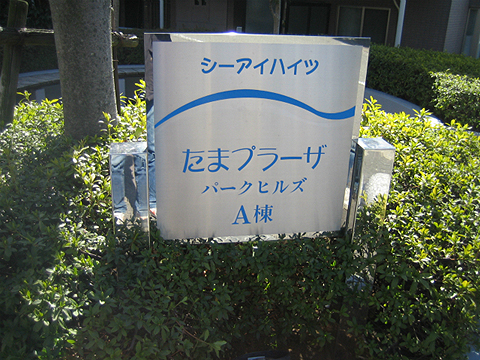 シーアイハイツ
たまプラーザ
パークヒルズ
A棟